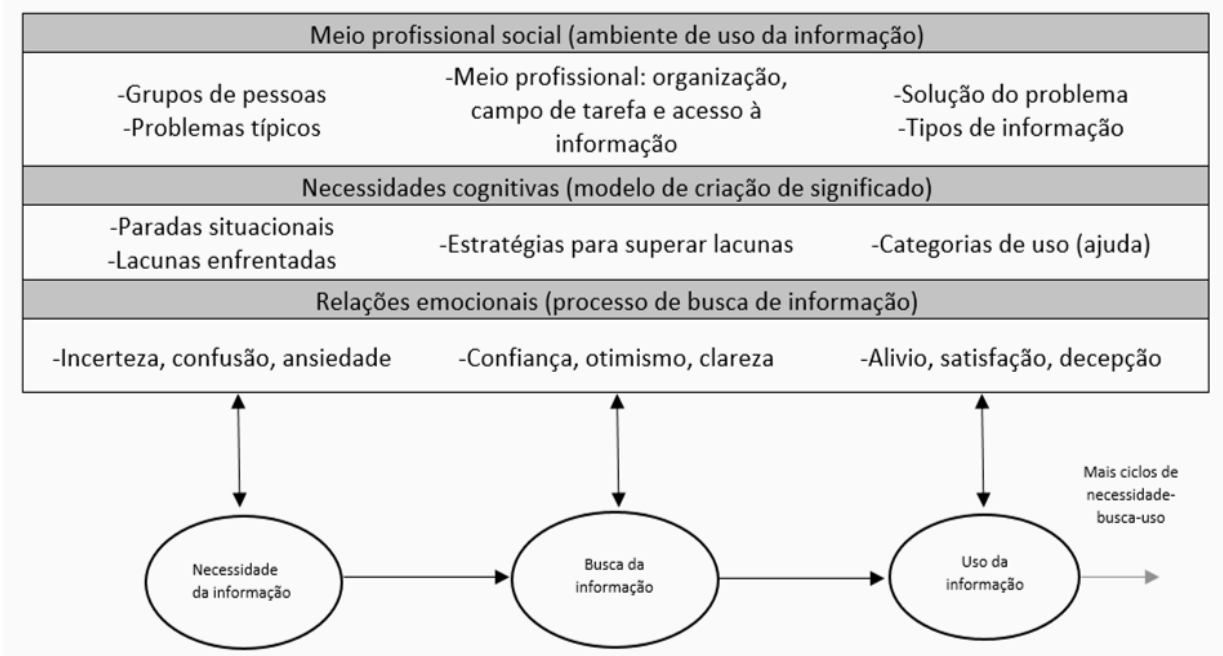 Meio profissional social (ambiente de uso da informação)
-Grupos de pessoas
-Problemas típicos
-Meio profissional: organização,
campo de tarefa e acesso à
informação
-Solução do problema
-Tipos de informação
Necessidades cognitivas (modelo de criação de significado)
-Paradas situacionais
-Lacunas enfrentadas
-Estratégias para superar lacunas
-Categorias de uso (ajuda)
Relações emocionais (processo de busca de informação)
-Incerteza, confusão, ansiedade
-Confiança, otimismo, clareza
-Alivio, satisfação, decepção
Necessidade
da informação
Busca da
informação
Uso da
informação
Mais ciclos de
necessidade-
busca-uso